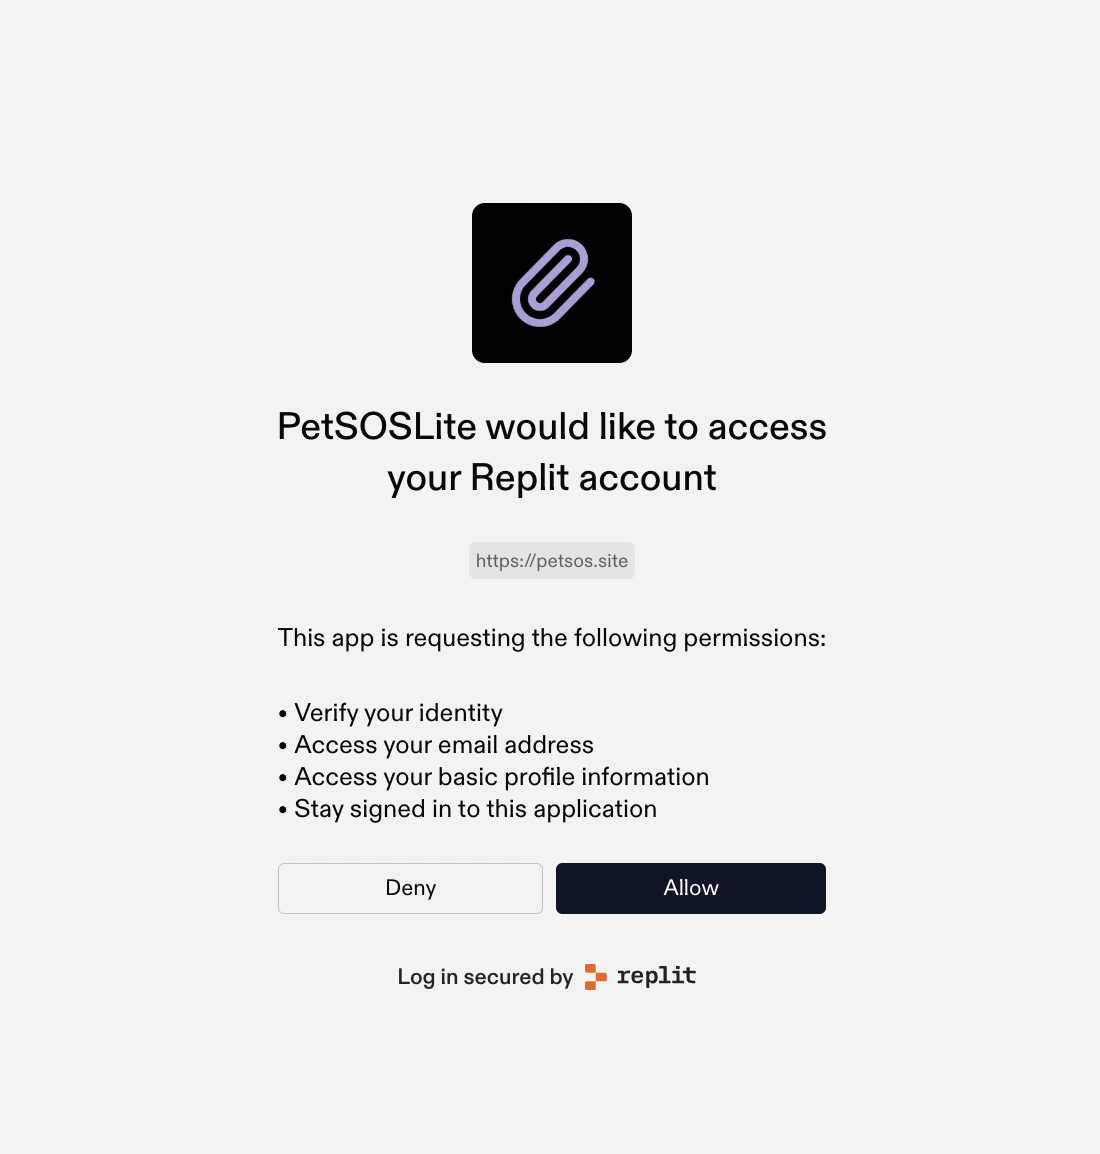 PetSOSLite would like to access
your Replit account
https://petsos.site
This app is requesting the following permissions:
• Verify your identity
• Access your email address
• Access your basic profile information
• Stay signed in to this application
Deny Allow
Log in secured by replit